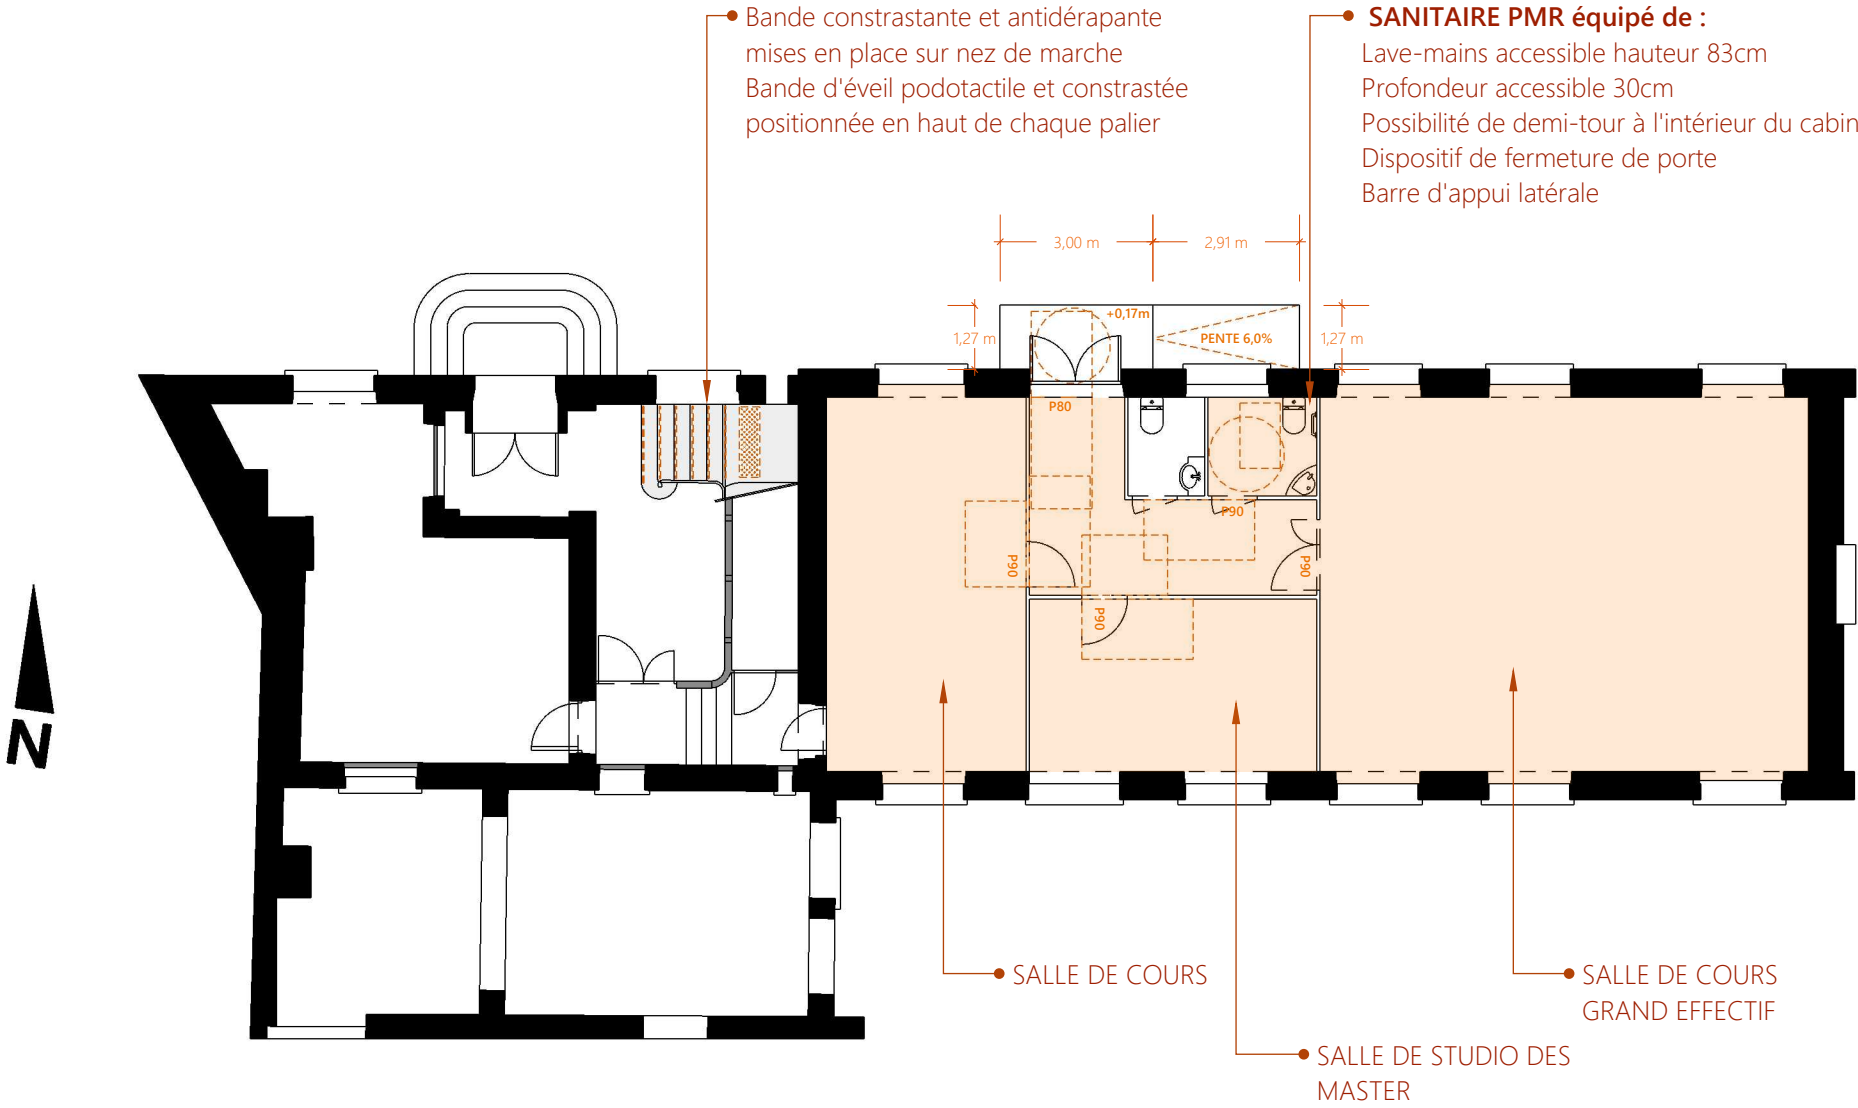 Bande constrastante et antidérapante
mises en place sur nez de marche
Bande d'éveil podotactile et constrastée
positionnée en haut de chaque palier
SANITAIRE PMR équipé de :
Lave-mains accessible hauteur 83cm
Profondeur accessible 30cm
Possibilité de demi-tour à l'intérieur du cabin
Dispositif de fermeture de porte
Barre d'appui latérale
3,00 m
2,91 m
1,27 m
+0,17m
PENTE 6,0%
1,27 m
P80
P90
P90
P90
P90
N
SALLE DE COURS
SALLE DE COURS
GRAND EFFECTIF
SALLE DE STUDIO DES
MASTER